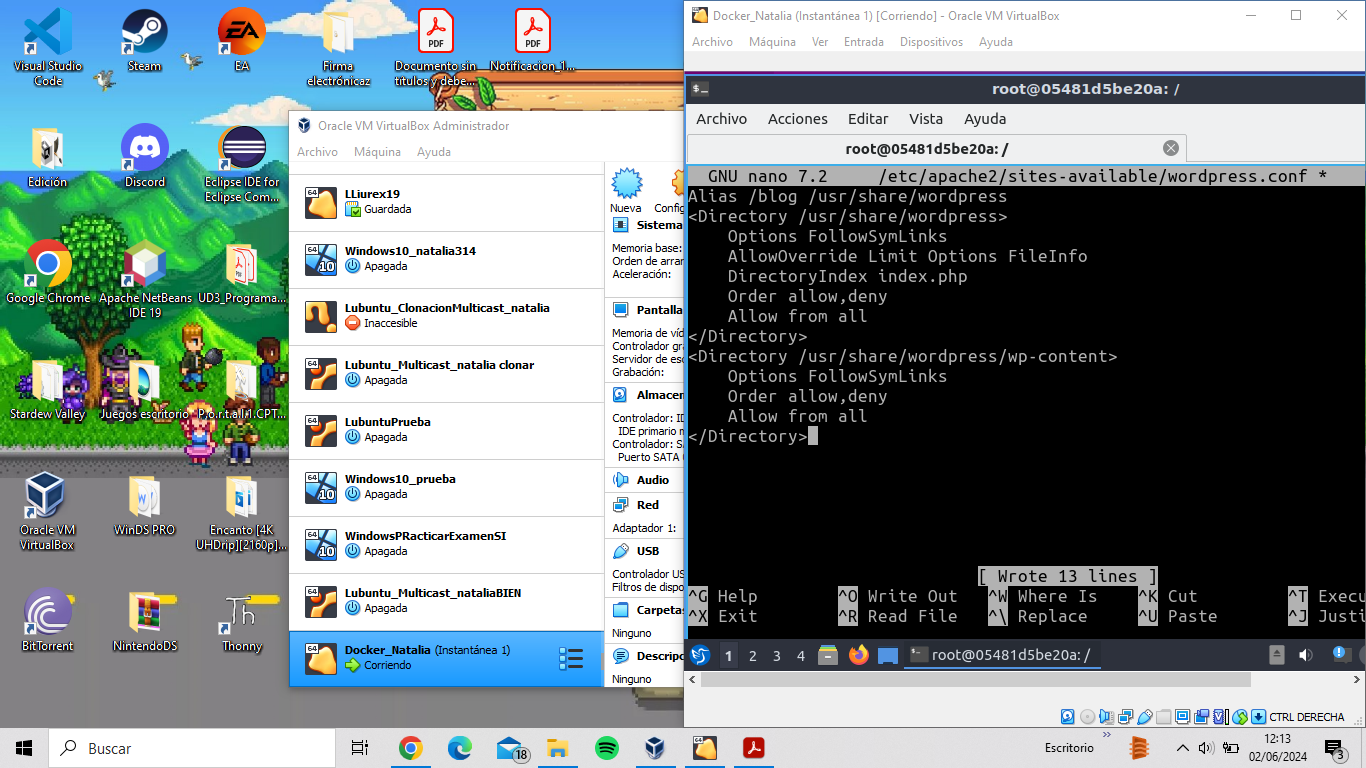 Visual Studio
Code
Steam
EA
Firma
electrónicaz
Documento sin
títulos y debe...
Notificacion_1...
Edición
Discord
Eclipse IDE for
Eclipse Com...
Google Chrome
Apache NetBeans
IDE 19
UD3_Programa...
Stardew Valley
Juegos escritorio
P.o.r.t.a.l.1.CPT...
Oracle VM
VirtualBox
WinDS PRO
Encanto [4K
UHDrip][2160p]...
BitTorrent
NintendoDS
Thonny
Oracle VM VirtualBox Administrador
Archivo Máquina Ayuda
LLiurex19
Guardada
Windows10_natalia314
Apagada
Lubuntu_ClonacionMulticast_natalia
Inaccesible
Lubuntu_Multicast_natalia clonar
Apagada
LubuntuPrueba
Apagada
Windows10_prueba
Apagada
WindowsPRacticarExamenSI
Apagada
Lubuntu_Multicast_nataliaBIEN
Apagada
Docker_Natalia (Instantánea 1)
Corriendo
Nueva Config
Sistema
Memoria base:
Orden de arran
Aceleración:
Pantalla
Memoria de víd
Controlador grá
Servidor de esc
Grabación:
Almacen
Controlador: ID
IDE primario m
Controlador: SA
Puerto SATA 0
Audio
Red
Adaptador 1:
USB
Controlador US
Filtros de dispo
Carpetas
Ninguno
Descripc
Ninguno
Docker_Natalia (Instantánea 1) [Corriendo] - Oracle VM VirtualBox
Archivo Máquina Ver Entrada Dispositivos Ayuda
root@05481d5be20a: /
Archivo Acciones Editar Vista Ayuda
root@05481d5be20a: /
GNU nano 7.2 /etc/apache2/sites-available/wordpress.conf *
Alias /blog /usr/share/wordpress
<Directory /usr/share/wordpress>
Options FollowSymLinks
AllowOverride Limit Options FileInfo
DirectoryIndex index.php
Order allow,deny
Allow from all
</Directory>
<Directory /usr/share/wordpress/wp-content>
Options FollowSymLinks
Order allow,deny
Allow from all
</Directory>
[ Wrote 13 lines ]
^G Help ^O Write Out ^W Where Is ^K Cut ^T Execu
^X Exit ^R Read File ^\ Replace ^U Paste ^J Justi
1 2 3 4 root@05481d5be20a: /
CTRL DERECHA
Buscar
18
Escritorio
12:13
02/06/2024
3